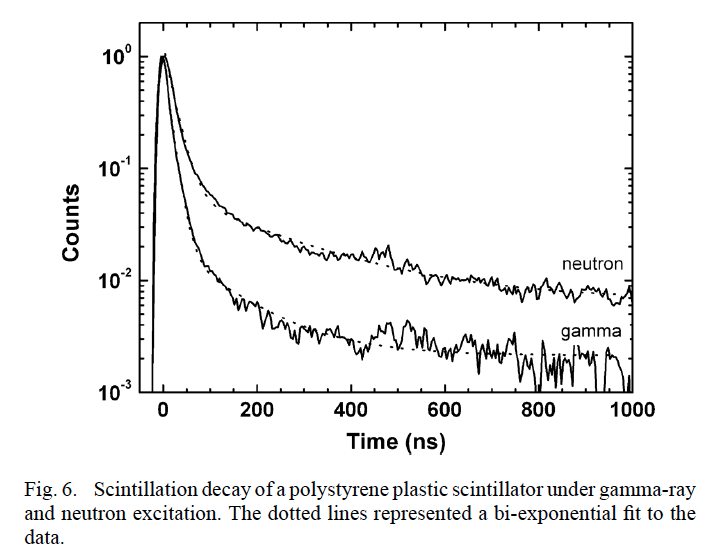 10⁰
10⁻¹
10⁻²
10⁻³
Counts
neutron
gamma
0 200 400 600 800 1000
Time (ns)
Fig. 6. Scintillation decay of a polystyrene plastic scintillator under gamma-ray
and neutron excitation. The dotted lines represented a bi-exponential fit to the
data.